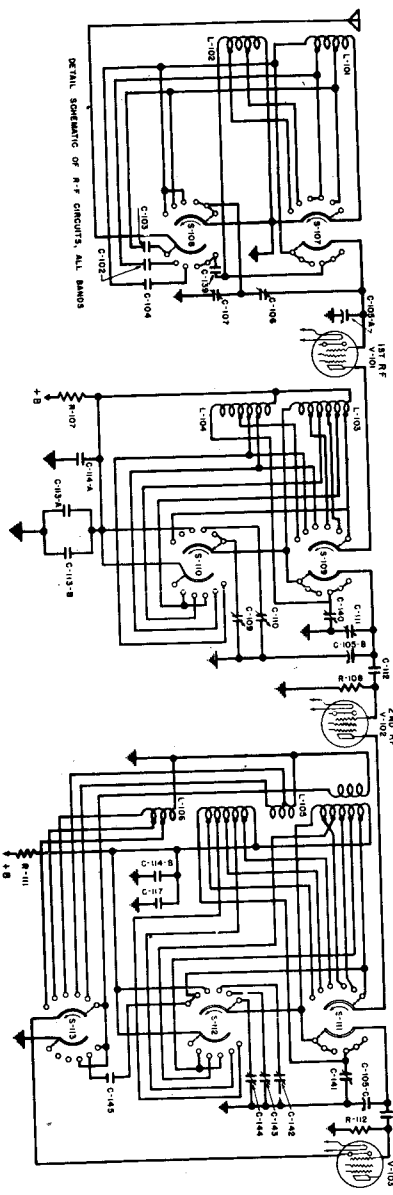 DETAIL SCHEMATIC OF R-F CIRCUITS, ALL BANDS
L-101
L-102
S-107
S-108
C-103
C-102
C-104
C-139
C-107
C-106
C-105-A
1ST RF
V-101
L-103
L-104
+B
R-107
C-114-A
C-113-A
C-113-B
S-109
S-110
C-109
C-110
C-140
C-111
C-105-B
C-112
R-108
2ND RF
V-102
L-105
L-106
+B
R-111
C-114-B
C-117
S-111
S-112
S-113
C-145
C-144
C-143
C-142
C-141
C-105-C
R-112
V-103